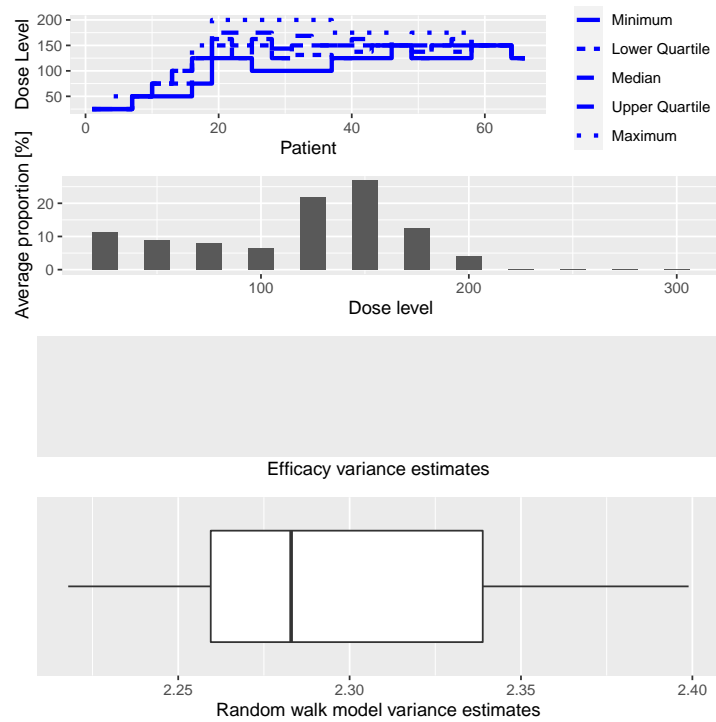 Dose Level
200
150
100
50
0
20
40
60
Patient
Minimum
Lower Quartile
Median
Upper Quartile
Maximum
Average proportion [%]
20
10
0
100
200
300
Dose level
Efficacy variance estimates
2.25
2.30
2.35
2.40
Random walk model variance estimates